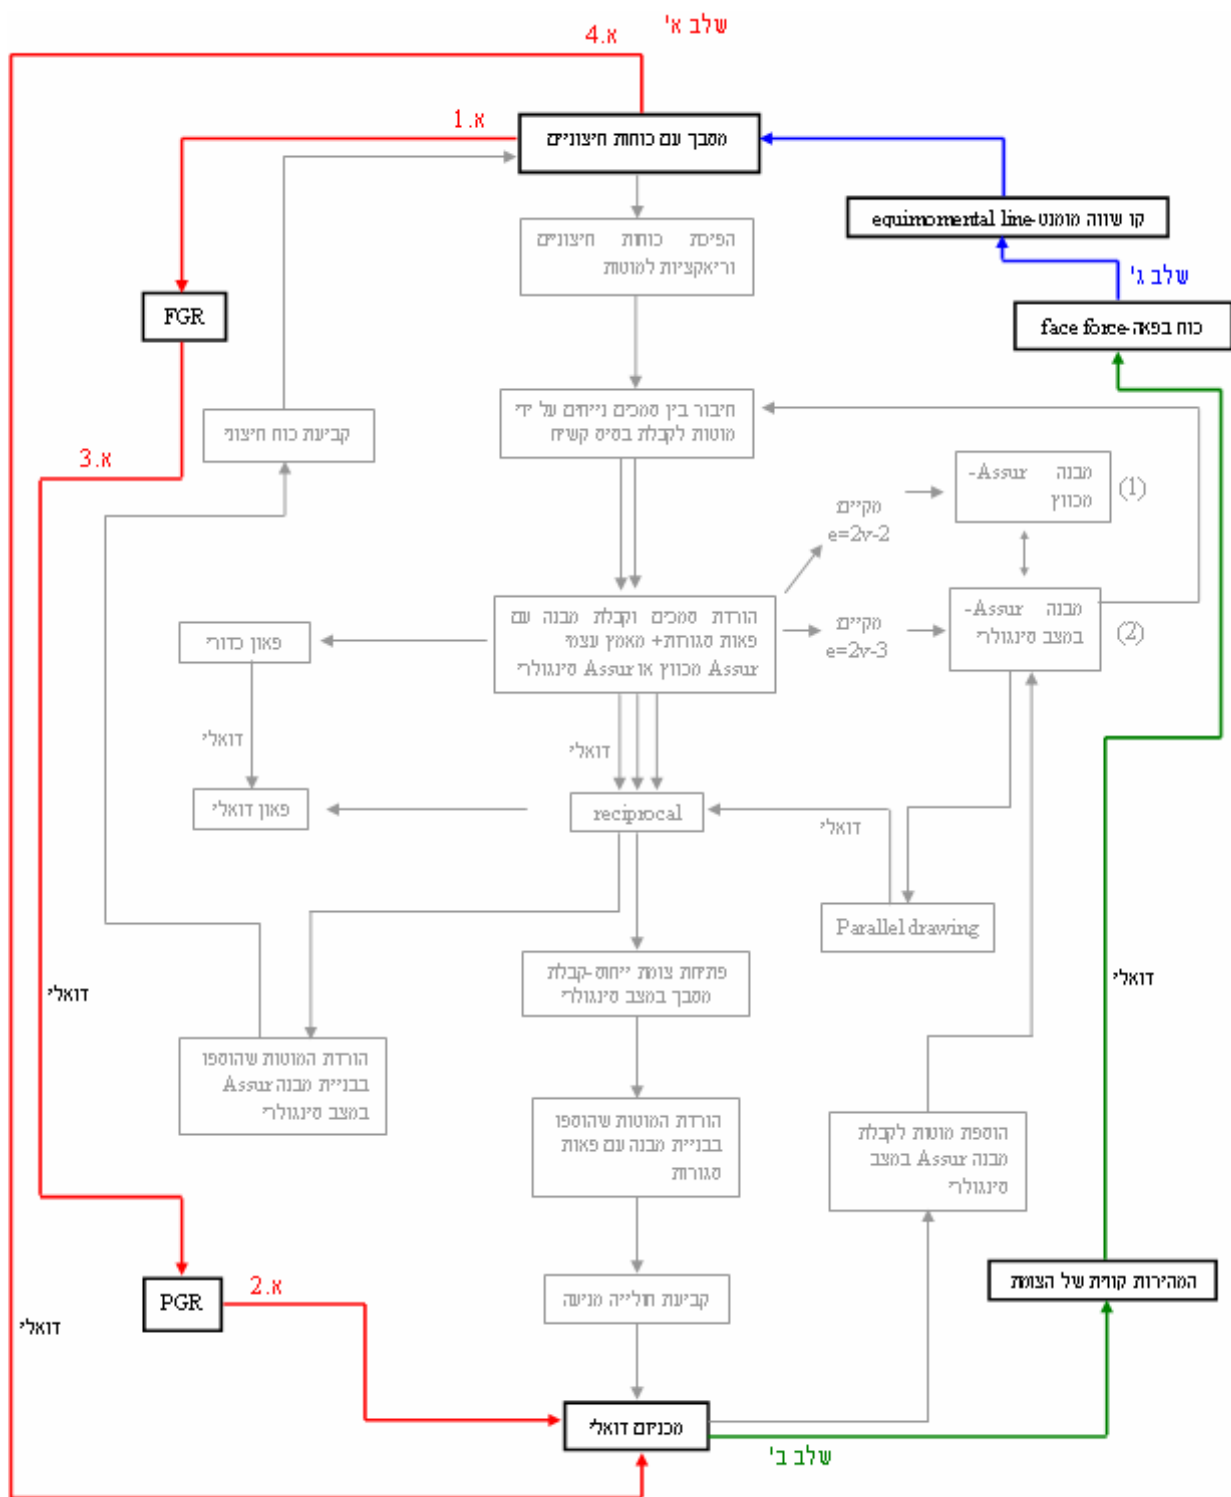 שלב א'
א.4
א.1
מסבך עם כוחות חיצוניים
קו שווה מומנט-equimomental line
הפיכת כוחות חיצוניים
וריאקציות למוטות
שלב ג'
FGR
כוח בפאה-face force
חיבור בין סמכים נייחים על ידי
מוטות לקבלת בסיס קשיח
קביעת כוח חיצוני
א.3
מבנה Assur-
מכווץ
(1)
מקיים:
e=2v-2
הורדת סמכים וקבלת מבנה עם
פאות סגורות+ מאמץ עצמי
Assur מכווץ או Assur סינגולרי
מקיים:
e=2v-3
מבנה Assur-
במצב סינגולרי
(2)
פאון כדורי
דואלי
דואלי
פאון דואלי
reciprocal
דואלי
Parallel drawing
פתיחת צומת ייחוס-קבלת
מסבך במצב סינגולרי
דואלי
דואלי
הורדת המוטות שהוספו
בבניית מבנה Assur
במצב סינגולרי
הורדת המוטות שהוספו
בבניית מבנה עם פאות
סגורות
הוספת מוטות לקבלת
מבנה Assur במצב
סינגולרי
PGR
א.2
קביעת חולייה מניעה
המהירות קווית של הצומת
דואלי
מכניזם דואלי
שלב ב'